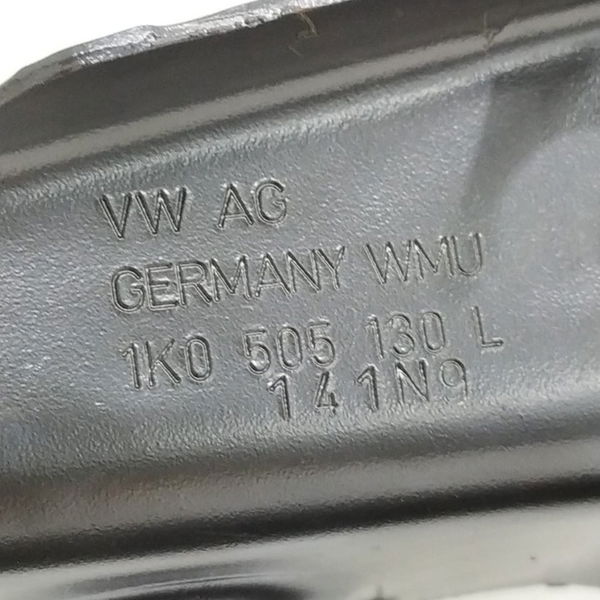 VW AG
GERMANY WMU
1K0 505 130 L
141N9